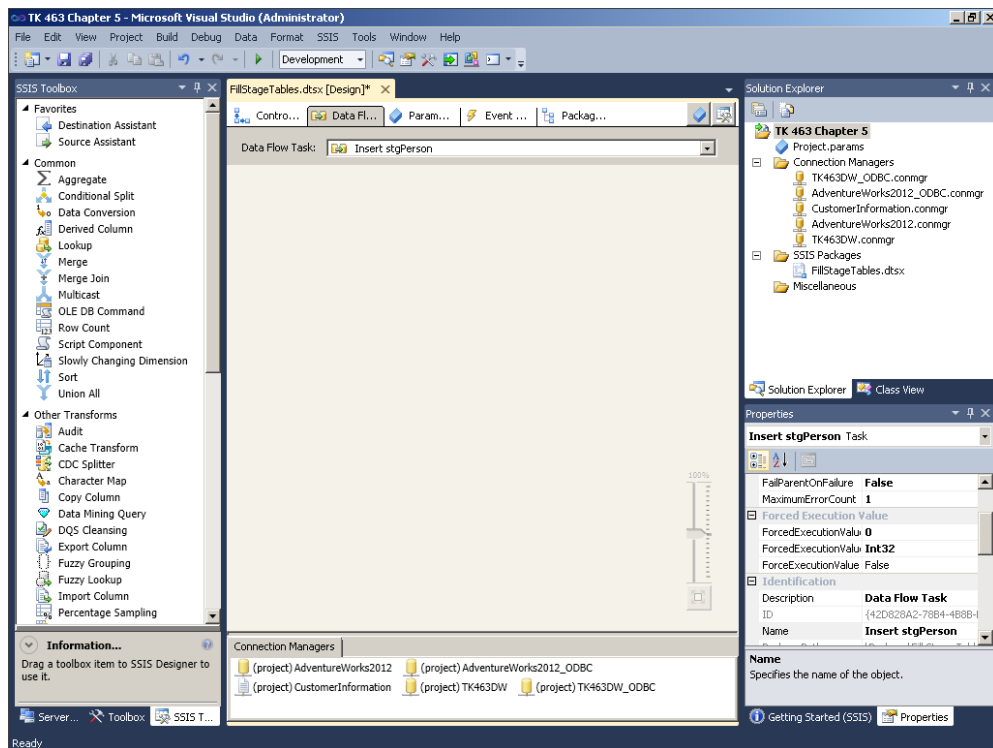 TK 463 Chapter 5 - Microsoft Visual Studio (Administrator)
File Edit View Project Build Debug Data Format SSIS Tools Window Help
Development
SSIS Toolbox
Favorites
Destination Assistant
Source Assistant
Common
Aggregate
Conditional Split
Data Conversion
Derived Column
Lookup
Merge
Merge Join
Multicast
OLE DB Command
Row Count
Script Component
Slowly Changing Dimension
Sort
Union All
Other Transforms
Audit
Cache Transform
CDC Splitter
Character Map
Copy Column
Data Mining Query
DQS Cleansing
Export Column
Fuzzy Grouping
Fuzzy Lookup
Import Column
Percentage Sampling
Information...
Drag a toolbox item to SSIS Designer to
use it.
Server... Toolbox SSIS T...
FillStageTables.dtsx [Design]*
Contro... Data Fl... Param... Event ... Packag...
Data Flow Task: Insert stgPerson
100%
Connection Managers
(project) AdventureWorks2012 (project) AdventureWorks2012_ODBC
(project) CustomerInformation (project) TK463DW (project) TK463DW_ODBC
Solution Explorer
TK 463 Chapter 5
Project.params
Connection Managers
TK463DW_ODBC.conmgr
AdventureWorks2012_ODBC.conmgr
CustomerInformation.conmgr
AdventureWorks2012.conmgr
TK463DW.conmgr
SSIS Packages
FillStageTables.dtsx
Miscellaneous
Solution Explorer Class View
Properties
Insert stgPerson Task
FailParentOnFailure False
MaximumErrorCount 1
Forced Execution Value
ForcedExecutionValu 0
ForcedExecutionValu Int32
ForceExecutionValue False
Identification
Description Data Flow Task
ID {42D828A2-78B4-4B8B-
Name Insert stgPerson
Name
Specifies the name of the object.
Getting Started (SSIS) Properties
Ready